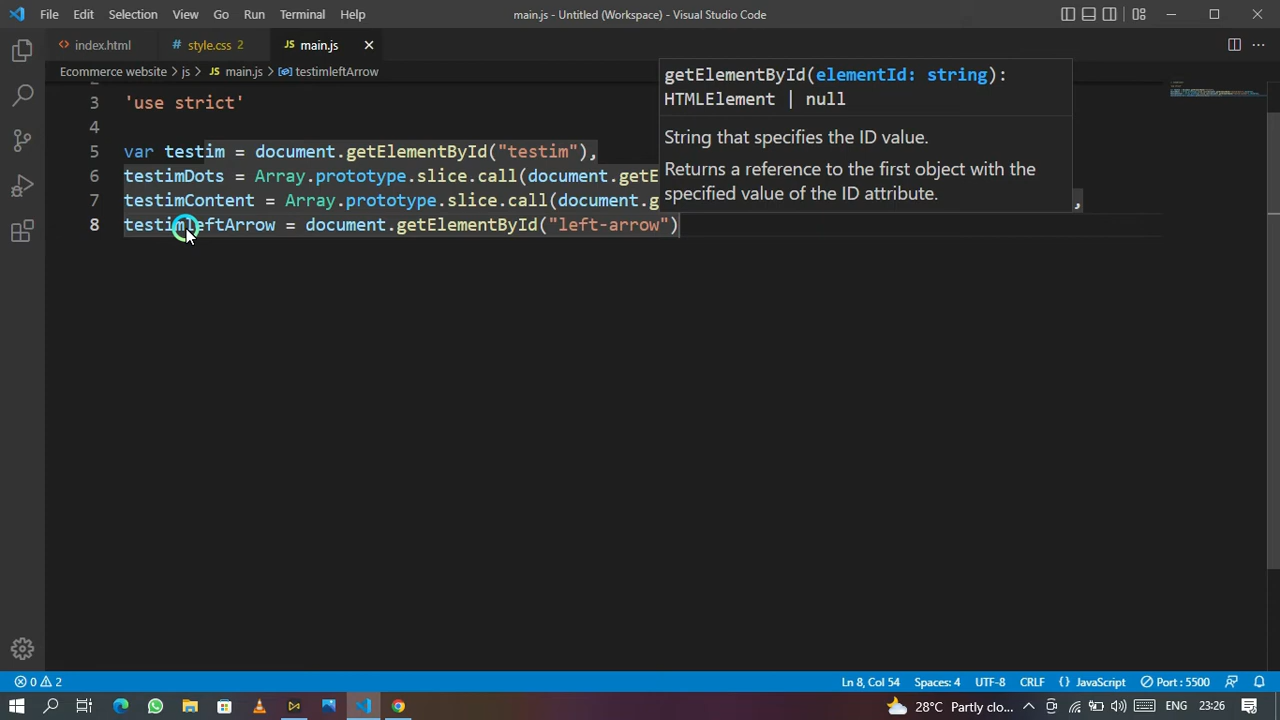 File Edit Selection View Go Run Terminal Help
main.js - Untitled (Workspace) - Visual Studio Code
index.html
style.css 2
JS main.js
Ecommerce website > js > JS main.js > testimleftArrow
3 'use strict'
4
5 var testim = document.getElementById("testim"),
6 testimDots = Array.prototype.slice.call(document.getE
7 testimContent = Array.prototype.slice.call(document.g ,
8 testimleftArrow = document.getElementById("left-arrow")
getElementById(elementId: string):
HTMLElement | null
String that specifies the ID value.
Returns a reference to the first object with the
specified value of the ID attribute.
0 2
Ln 8, Col 54 Spaces: 4 UTF-8 CRLF {} JavaScript Port : 5500
28°C Partly clo... ENG 23:26